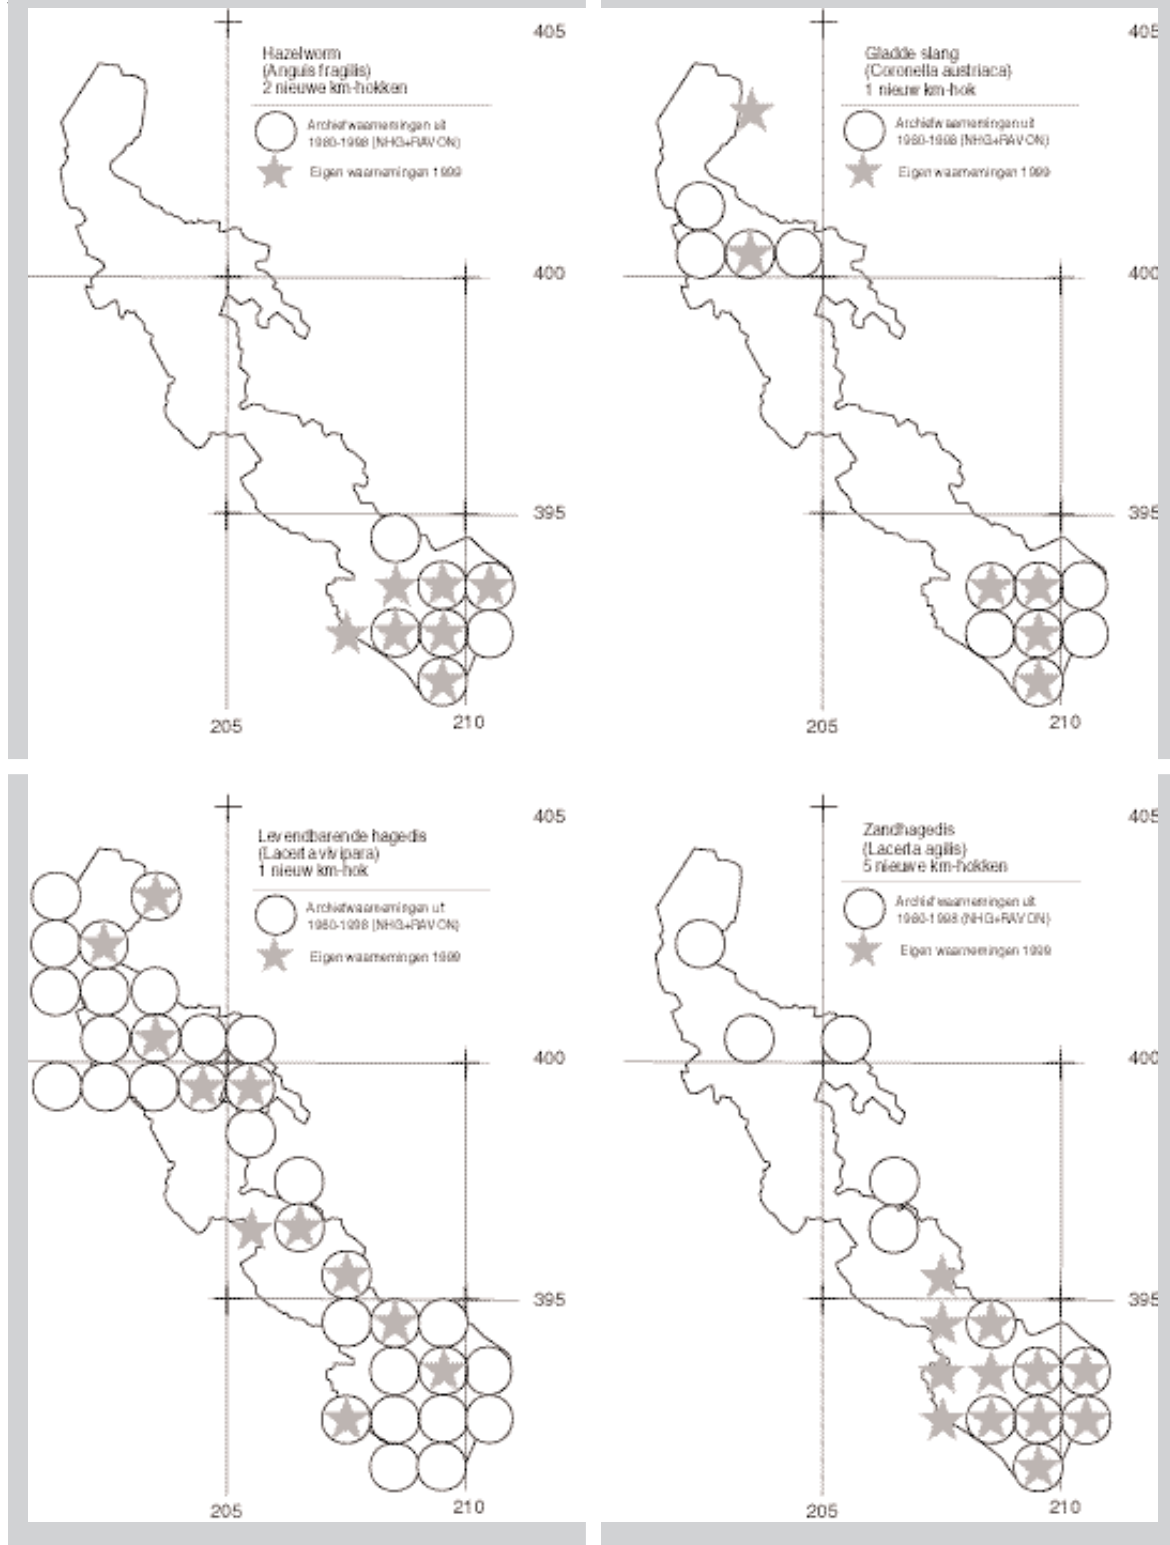 405
Hazelworm
(Anguis fragilis)
2 nieuwe km-hokken
Archiefwaarnemingen uit
1980-1998 (NHG+RAVON)
Eigen waarnemingen 1999
400
395
205
210
405
Gladde slang
(Coronella austriaca)
1 nieuw km-hok
Archiefwaarnemingen uit
1980-1998 (NHG+RAVON)
Eigen waarnemingen 1999
400
395
205
210
405
Levendbarende hagedis
(Lacerta vivipara)
1 nieuw km-hok
Archiefwaarnemingen uit
1980-1998 (NHG+RAVON)
Eigen waarnemingen 1999
400
395
205
210
405
Zandhagedis
(Lacerta agilis)
5 nieuwe km-hokken
Archiefwaarnemingen uit
1980-1998 (NHG+RAVON)
Eigen waarnemingen 1999
400
395
205
210